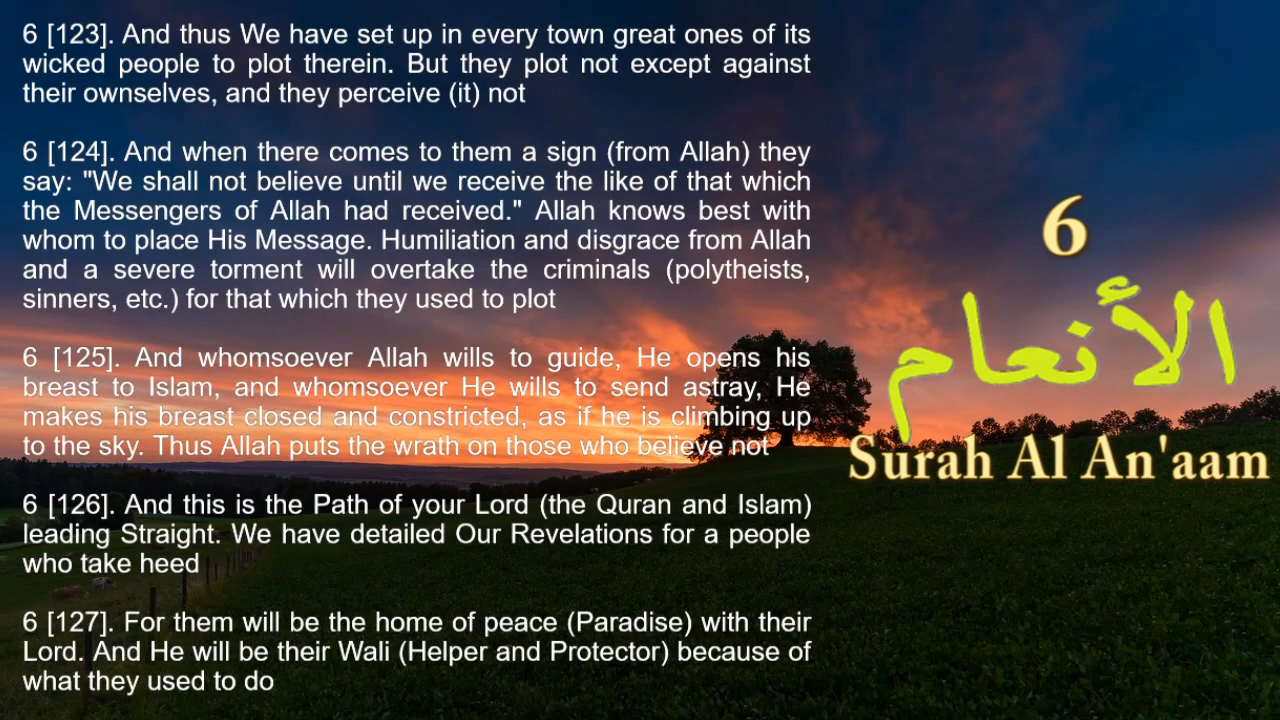 6 [123]. And thus We have set up in every town great ones of its
wicked people to plot therein. But they plot not except against
their ownselves, and they perceive (it) not
6 [124]. And when there comes to them a sign (from Allah) they
say: "We shall not believe until we receive the like of that which
the Messengers of Allah had received." Allah knows best with
whom to place His Message. Humiliation and disgrace from Allah
and a severe torment will overtake the criminals (polytheists,
sinners, etc.) for that which they used to plot
6 [125]. And whomsoever Allah wills to guide, He opens his
breast to Islam, and whomsoever He wills to send astray, He
makes his breast closed and constricted, as if he is climbing up
to the sky. Thus Allah puts the wrath on those who believe not
6 [126]. And this is the Path of your Lord (the Quran and Islam)
leading Straight. We have detailed Our Revelations for a people
who take heed
6 [127]. For them will be the home of peace (Paradise) with their
Lord. And He will be their Wali (Helper and Protector) because of
what they used to do
6
الأنعام
Surah Al An'aam